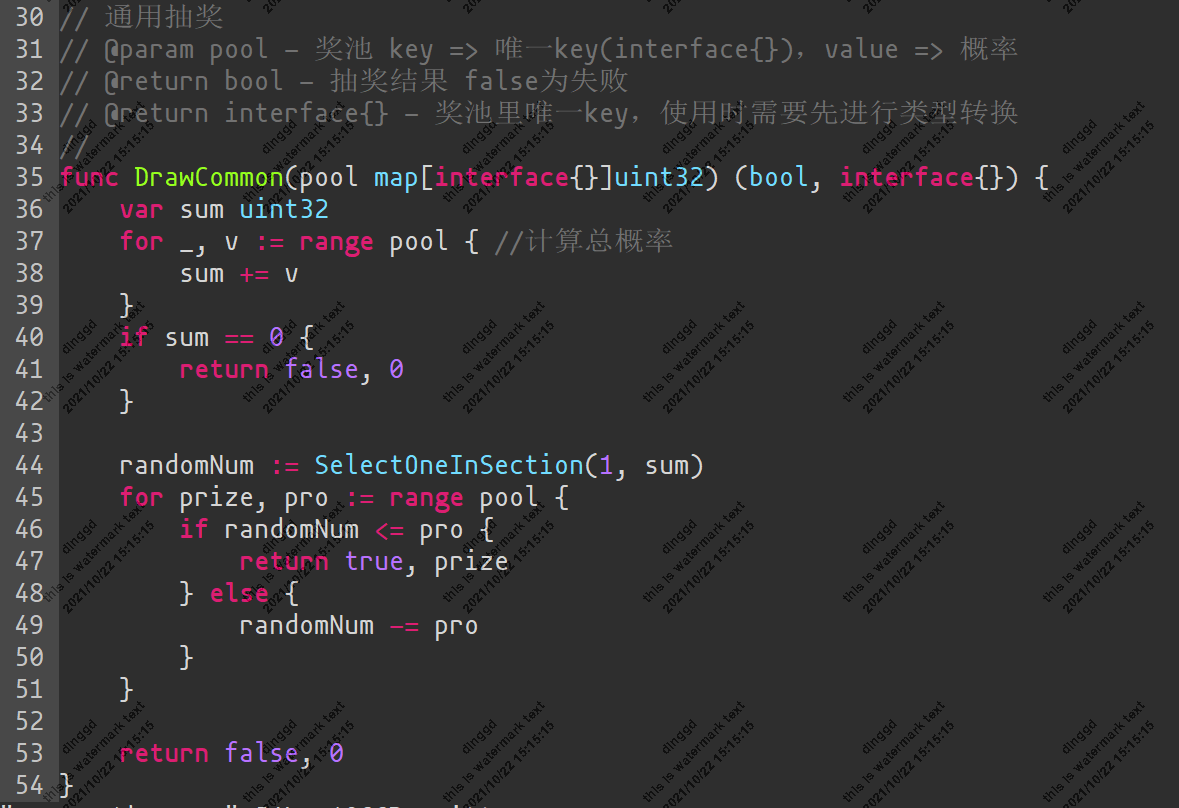 30 // 通用抽奖
31 // @param pool - 奖池 key => 唯一key(interface{}), value => 概率
32 // @return bool - 抽奖结果 false为失败
33 // @return interface{} - 奖池里唯一key, 使用时需要先进行类型转换
34 //
35 func DrawCommon(pool map[interface{}]uint32) (bool, interface{}) {
36     var sum uint32
37     for _, v := range pool { //计算总概率
38         sum += v
39     }
40     if sum == 0 {
41         return false, 0
42     }
43
44     randomNum := SelectOneInSection(1, sum)
45     for prize, pro := range pool {
46         if randomNum <= pro {
47             return true, prize
48         } else {
49             randomNum -= pro
50         }
51     }
52
53     return false, 0
54 }
dinggd
this is watermark text
2021/10/22 15:15:15